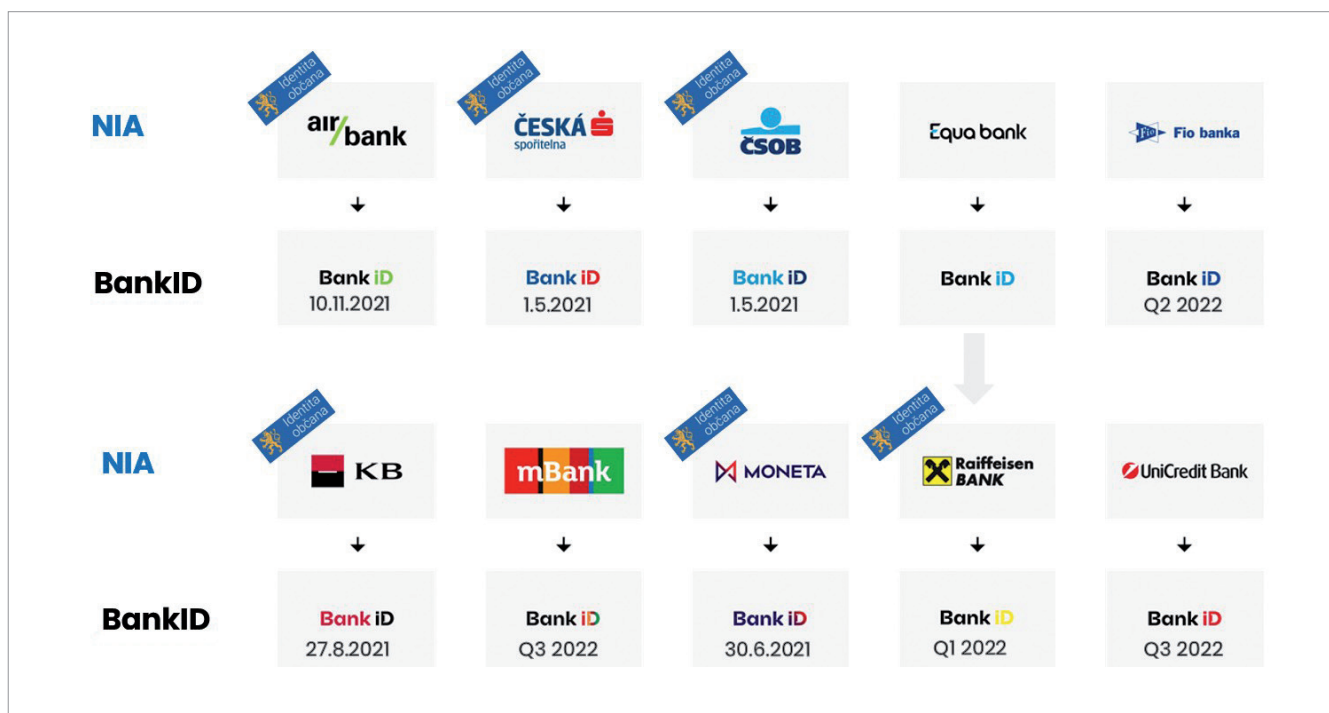 Identita
občana
Identita
občana
Identita
občana
NIA
air bank
ČESKÁ
spořitelna
ČSOB
Equa bank
Fio Fio banka
BankID
Bank iD
10.11.2021
Bank iD
1.5.2021
Bank iD
1.5.2021
Bank iD
Bank iD
Q2 2022
Identita
občana
Identita
občana
Identita
občana
NIA
KB
mBank
MONETA
Raiffeisen
BANK
UniCredit Bank
BankID
Bank iD
27.8.2021
Bank iD
Q3 2022
Bank iD
30.6.2021
Bank iD
Q1 2022
Bank iD
Q3 2022